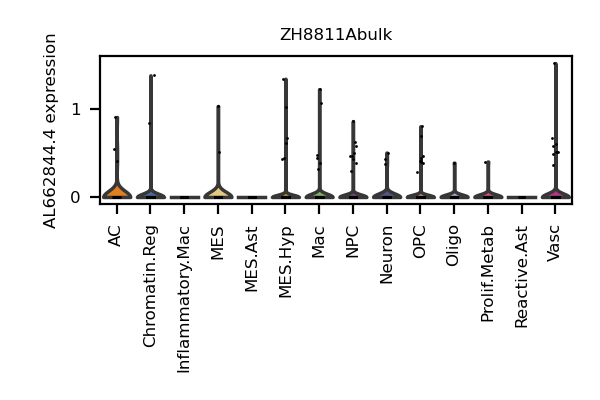 ZH8811Abulk
AL662844.4 expression
1
0
AC
Chromatin.Reg
Inflammatory.Mac
MES
MES.Ast
MES.Hyp
Mac
NPC
Neuron
OPC
Oligo
Prolif.Metab
Reactive.Ast
Vasc